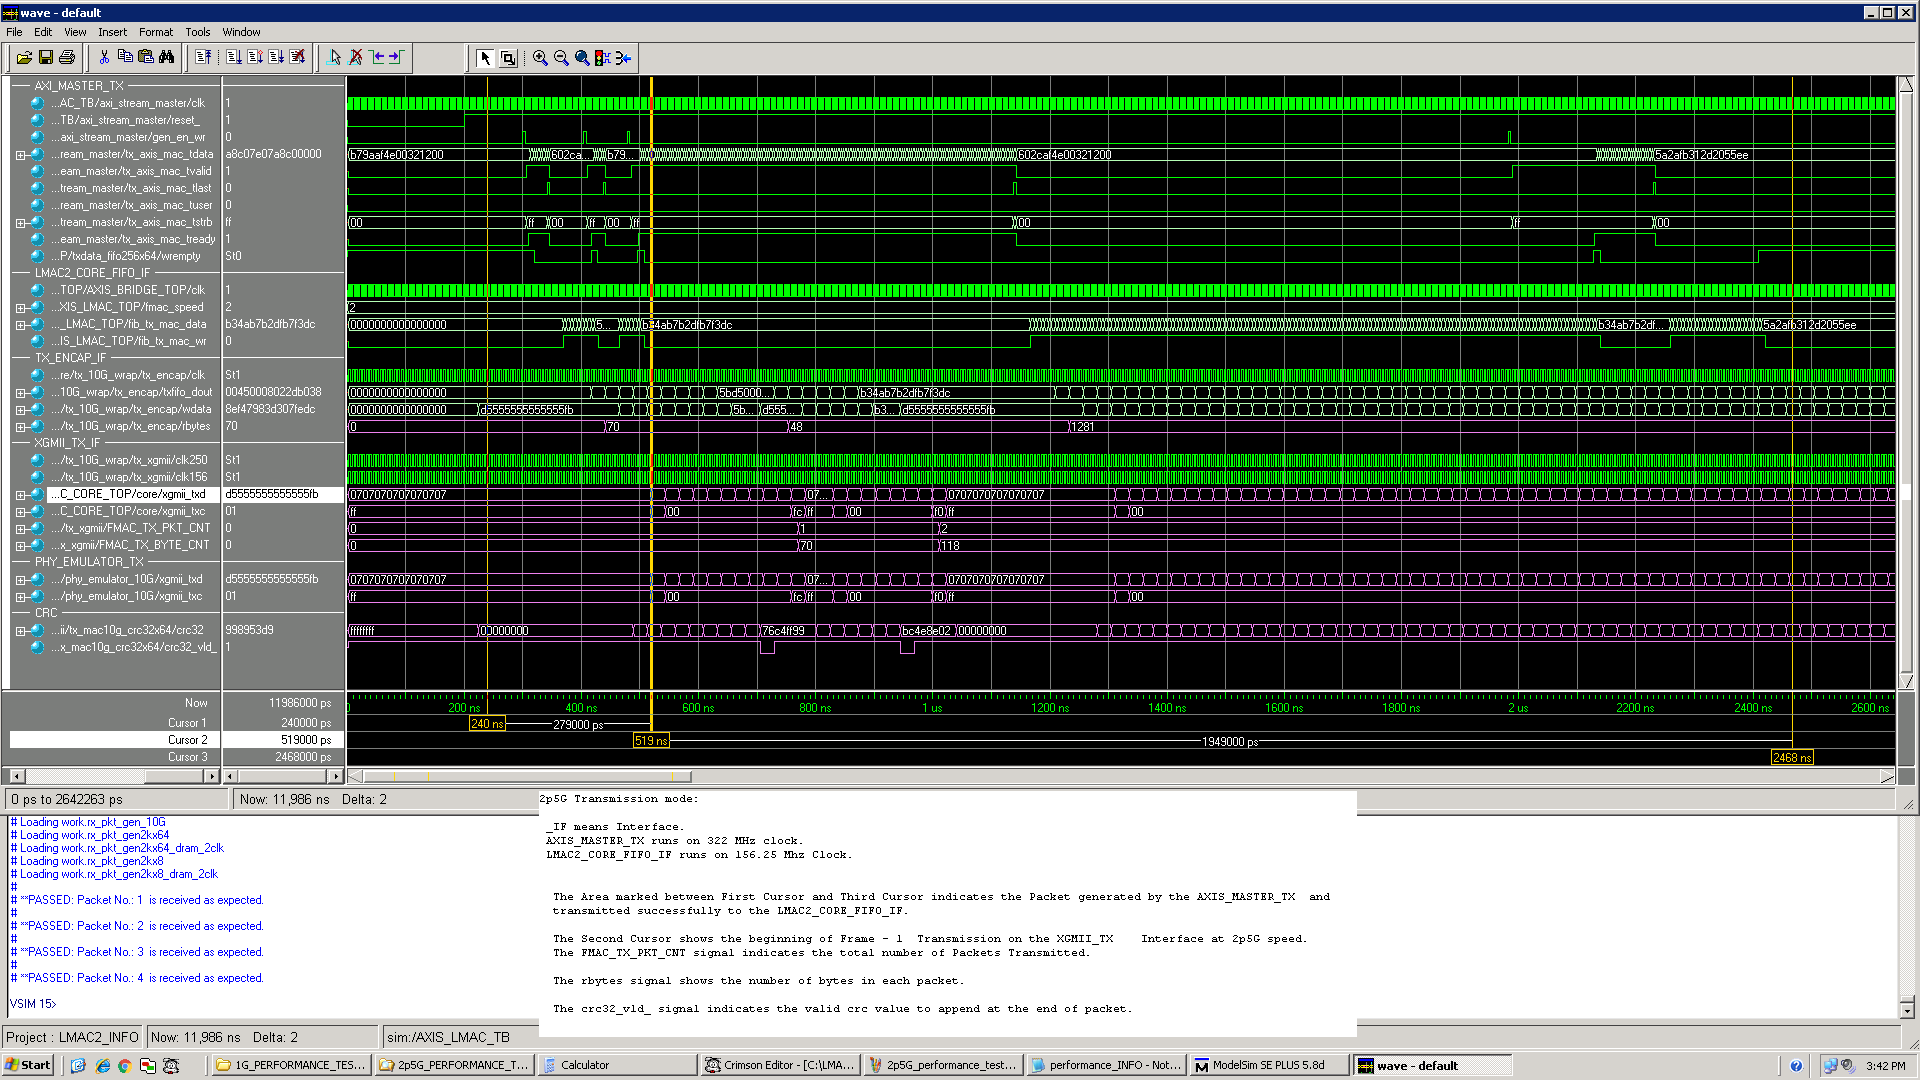 wave - default
File Edit View Insert Format Tools Window
AXI_MASTER_TX
...AC_TB/axi_stream_master/clk 1
...TB/axi_stream_master/reset_ 1
...axi_stream_master/gen_en_wr 0
...ream_master/tx_axis_mac_tdata a8c07e07a8c00000 b79aaf4e00321200 602ca... b79... 602caf4e00321200 5a2afb312d2055ee
...eam_master/tx_axis_mac_tvalid 1
...tream_master/tx_axis_mac_tlast 0
...ream_master/tx_axis_mac_tuser 0
...tream_master/tx_axis_mac_tstrb ff 00 ff 00 ff 00 ff 00 ff 00
...eam_master/tx_axis_mac_tready 1
...P/txdata_fifo256x64/wrempty St0
LMAC2_CORE_FIFO_IF
...TOP/AXIS_BRIDGE_TOP/clk 1
...XIS_LMAC_TOP/fmac_speed 2 2
..._LMAC_TOP/fib_tx_mac_data b34ab7b2dfb7f3dc 0000000000000000 5... b34ab7b2dfb7f3dc b34ab7b2df... 5a2afb312d2055ee
...IS_LMAC_TOP/fib_tx_mac_wr 0
TX_ENCAP_IF
...re/tx_10G_wrap/tx_encap/clk St1
...10G_wrap/tx_encap/txfifo_dout 00450008022db038 0000000000000000 5bd5000... b34ab7b2dfb7f3dc
.../tx_10G_wrap/tx_encap/wdata 8ef47983d307fedc 0000000000000000 d5555555555555fb 5b... d555... b3... d5555555555555fb
.../tx_10G_wrap/tx_encap/rbytes 70 0 70 48 1281
XGMII_TX_IF
.../tx_10G_wrap/tx_xgmii/clk250 St1
.../tx_10G_wrap/tx_xgmii/clk156 St1
...C_CORE_TOP/core/xgmii_txd d5555555555555fb 0707070707070707 07... 0707070707070707
...C_CORE_TOP/core/xgmii_txc 01 ff 00 fc ff 00 f0 ff 00
.../tx_xgmii/FMAC_TX_PKT_CNT 0 0 1 2
...x_xgmii/FMAC_TX_BYTE_CNT 0 0 70 118
PHY_EMULATOR_TX
.../phy_emulator_10G/xgmii_txd d5555555555555fb 0707070707070707 07... 0707070707070707
.../phy_emulator_10G/xgmii_txc 01 ff 00 fc ff 00 f0 ff 00
CRC
...ii/tx_mac10g_crc32x64/crc32 998953d9 ffffffff 00000000 76c4ff99 bc4e8e02 00000000
...x_mac10g_crc32x64/crc32_vld_ 1
Now 11986000 ps 200 ns 400 ns 600 ns 800 ns 1 us 1200 ns 1400 ns 1600 ns 1800 ns 2 us 2200 ns 2400 ns 2600 ns
Cursor 1 240000 ps 240 ns 279000 ps
Cursor 2 519000 ps 519 ns 1949000 ps
Cursor 3 2468000 ps 2468 ns
0 ps to 2642263 ps Now: 11,986 ns Delta: 2
# Loading work.rx_pkt_gen_10G
# Loading work.rx_pkt_gen2kx64
# Loading work.rx_pkt_gen2kx64_dram_2clk
# Loading work.rx_pkt_gen2kx8
# Loading work.rx_pkt_gen2kx8_dram_2clk
#
# **PASSED: Packet No.: 1 is received as expected.
#
# **PASSED: Packet No.: 2 is received as expected.
#
# **PASSED: Packet No.: 3 is received as expected.
#
# **PASSED: Packet No.: 4 is received as expected.
VSIM 15>
2p5G Transmission mode:
_IF means Interface.
AXIS_MASTER_TX runs on 322 MHz clock.
LMAC2_CORE_FIFO_IF runs on 156.25 Mhz Clock.
The Area marked between First Cursor and Third Cursor indicates the Packet generated by the AXIS_MASTER_TX and
transmitted successfully to the LMAC2_CORE_FIFO_IF.
The Second Cursor shows the beginning of Frame - 1 Transmission on the XGMII_TX Interface at 2p5G speed.
The FMAC_TX_PKT_CNT signal indicates the total number of Packets Transmitted.
The rbytes signal shows the number of bytes in each packet.
The crc32_vld_ signal indicates the valid crc value to append at the end of packet.
Project : LMAC2_INFO Now: 11,986 ns Delta: 2 sim:/AXIS_LMAC_TB
Start 1G_PERFORMANCE_TES... 2p5G_PERFORMANCE_T... Calculator Crimson Editor - [C:\LMA... 2p5G_performance_test... performance_INFO - Not... ModelSim SE PLUS 5.8d wave - default 3:42 PM